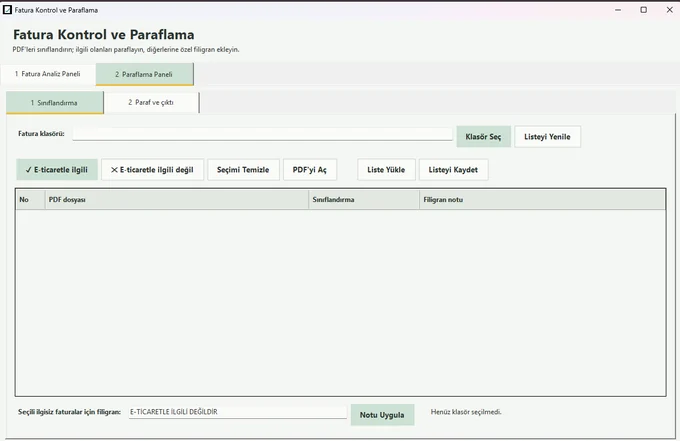 Fatura Kontrol ve Paraflama
Fatura Kontrol ve Paraflama
PDF'leri sınıflandırın; ilgili olanları paraflayın, diğerlerine özel filigran ekleyin.
1 Fatura Analiz Paneli
2 Paraflama Paneli
1 Sınıflandırma
2 Paraf ve çıktı
Fatura klasörü:
Klasör Seç
Listeyi Yenile
✓ E-ticaretle ilgili
✕ E-ticaretle ilgili değil
Seçimi Temizle
PDF'yi Aç
Liste Yükle
Listeyi Kaydet
No
PDF dosyası
Sınıflandırma
Filigran notu
Seçili ilgisiz faturalar için filigran:
E-TİCARETLE İLGİLİ DEĞİLDİR
Notu Uygula
Henüz klasör seçilmedi.